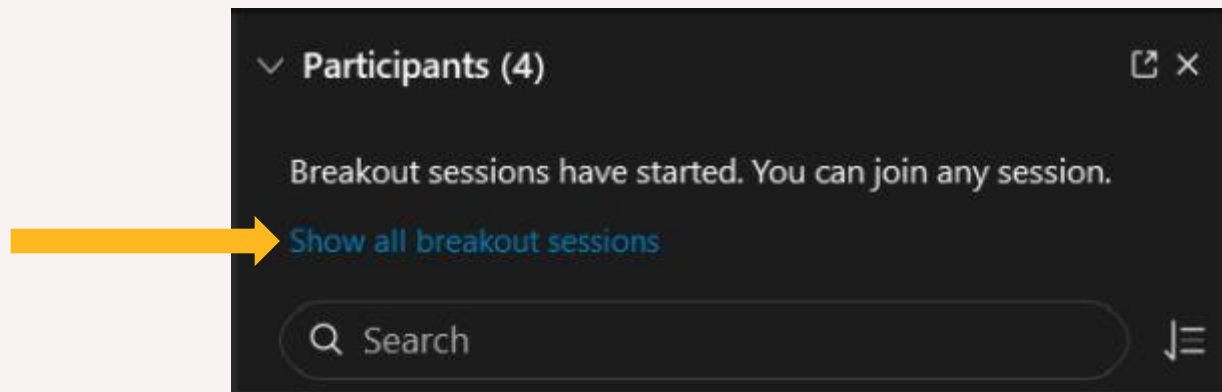 Participants (4)
Breakout sessions have started. You can join any session.
Show all breakout sessions
Search